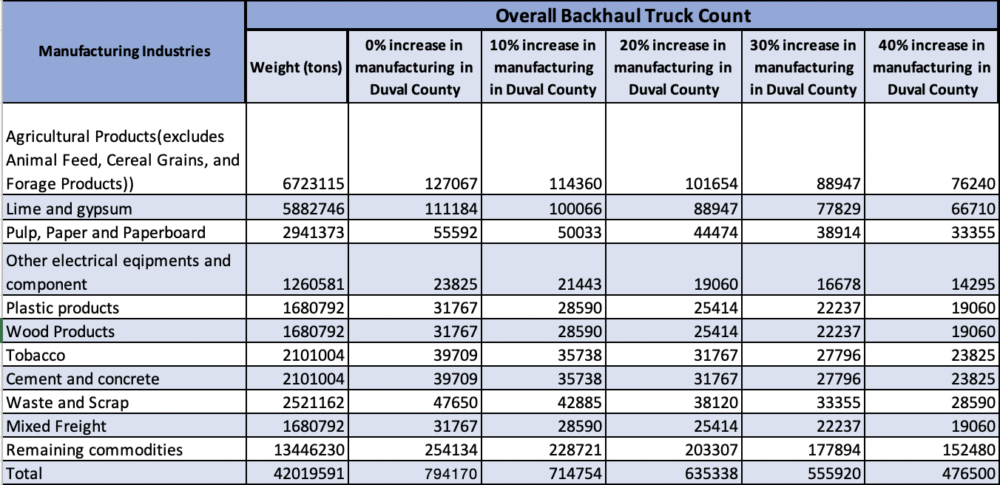 Overall Backhaul Truck Count
Manufacturing Industries
Weight (tons)
0% increase in
manufacturing in
Duval County
10% increase in
manufacturing
in Duval County
20% increase in
manufacturing in
Duval County
30% increase in
manufacturing
in Duval County
40% increase in
manufacturing in
Duval County
Agricultural Products(excludes
Animal Feed, Cereal Grains, and
Forage Products)) 6723115 127067 114360 101654 88947 76240
Lime and gypsum 5882746 111184 100066 88947 77829 66710
Pulp, Paper and Paperboard 2941373 55592 50033 44474 38914 33355
Other electrical eqipments and
component 1260581 23825 21443 19060 16678 14295
Plastic products 1680792 31767 28590 25414 22237 19060
Wood Products 1680792 31767 28590 25414 22237 19060
Tobacco 2101004 39709 35738 31767 27796 23825
Cement and concrete 2101004 39709 35738 31767 27796 23825
Waste and Scrap 2521162 47650 42885 38120 33355 28590
Mixed Freight 1680792 31767 28590 25414 22237 19060
Remaining commodities 13446230 254134 228721 203307 177894 152480
Total 42019591 794170 714754 635338 555920 476500